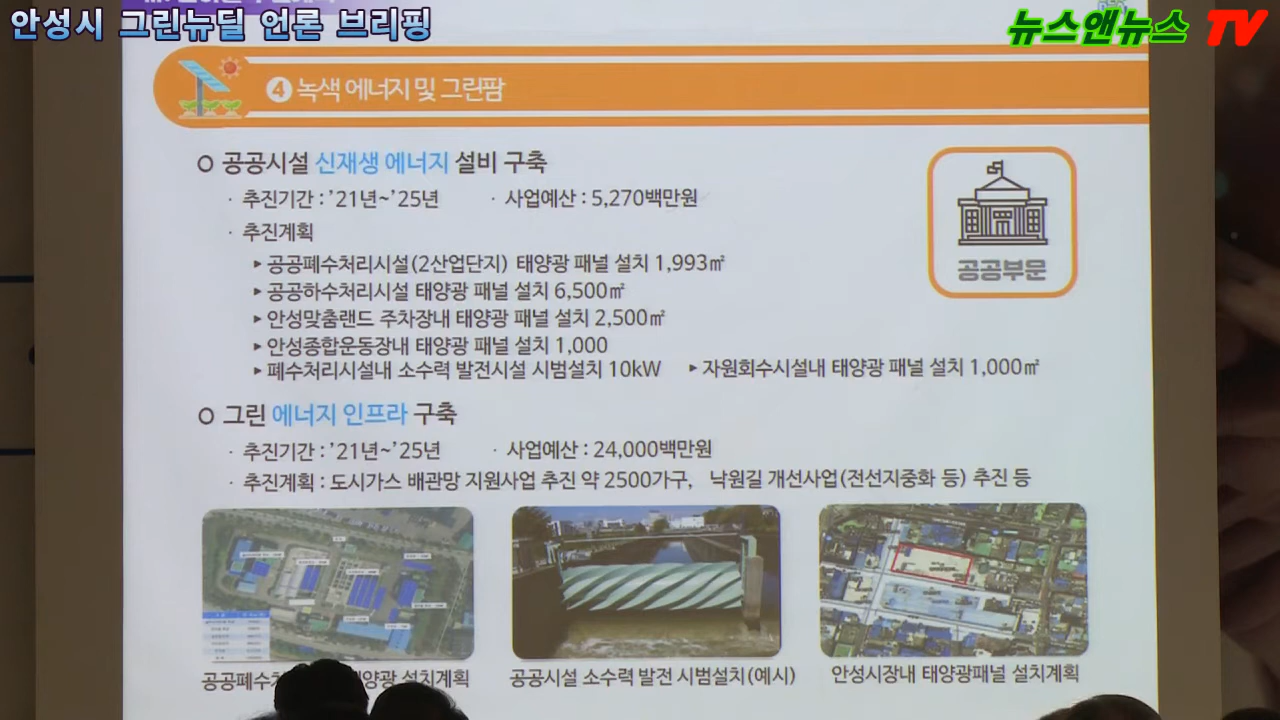 안성시 그린뉴딜 언론 브리핑
뉴스앤뉴스 TV
④ 녹색 에너지 및 그린팜
공공시설 신재생 에너지 설비 구축
· 추진기간 : ’21년~’25년 · 사업예산 : 5,270백만원
· 추진계획
▸ 공공폐수처리시설(2산업단지) 태양광 패널 설치 1,993㎡
▸ 공공하수처리시설 태양광 패널 설치 6,500㎡
▸ 안성맞춤랜드 주차장내 태양광 패널 설치 2,500㎡
▸ 안성종합운동장내 태양광 패널 설치 1,000
▸ 폐수처리시설내 소수력 발전시설 시범설치 10kW ▸ 자원회수시설내 태양광 패널 설치 1,000㎡
공공부문
그린 에너지 인프라 구축
· 추진기간 : ’21년~’25년 · 사업예산 : 24,000백만원
· 추진계획 : 도시가스 배관망 지원사업 추진 약 2500가구, 낙원길 개선사업(전선지중화 등) 추진 등
공공폐수 태양광 설치계획
공공시설 소수력 발전 시범설치(예시)
안성시장내 태양광패널 설치계획